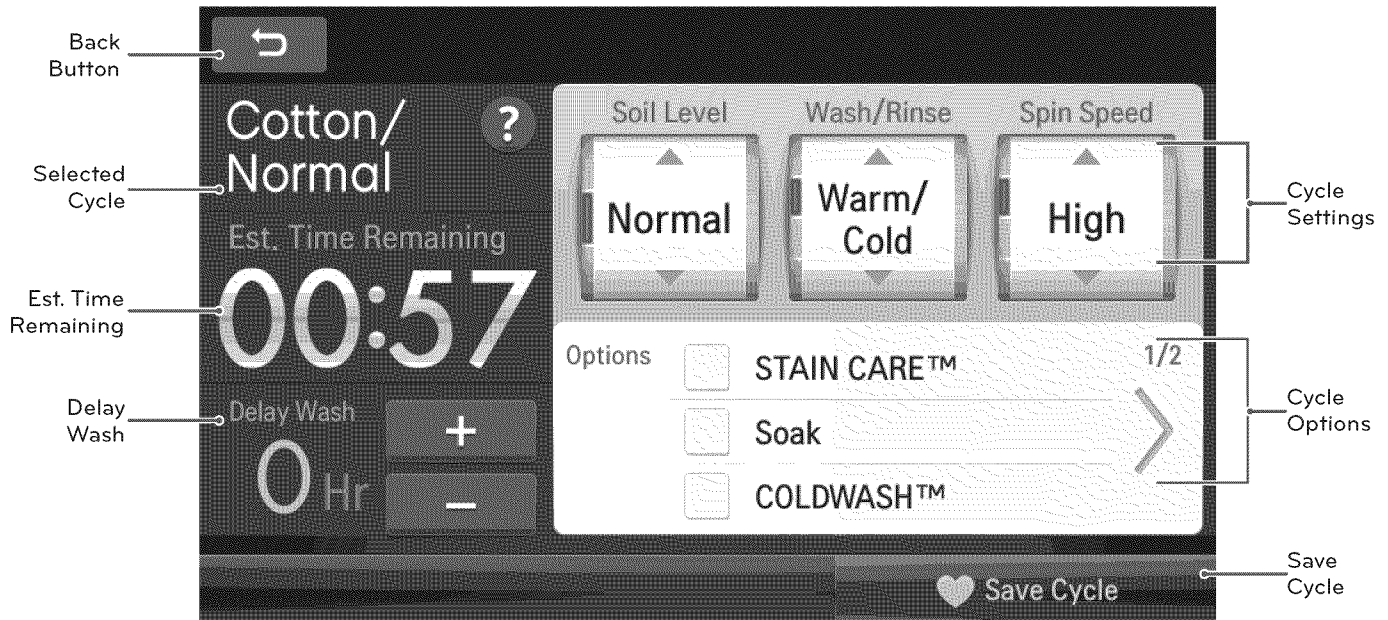 Back
Button
Selected
Cycle
Est. Time
Remaining
Delay
Wash
Cotton/
Normal
?
Est. Time Remaining
00:57
Delay Wash
0 Hr
+
−
Soil Level
Normal
Wash/Rinse
Warm/
Cold
Spin Speed
High
Options
1/2
STAIN CARE™
Soak
COLDWASH™
Save Cycle
Cycle
Settings
Cycle
Options
Save
Cycle